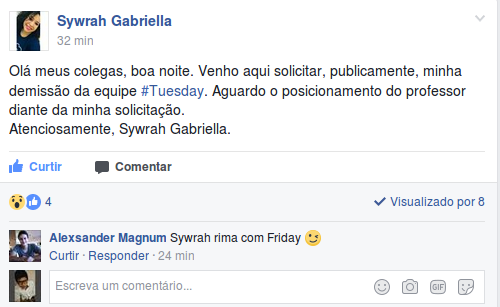 Sywrah Gabriella
32 min
Olá meus colegas, boa noite. Venho aqui solicitar, publicamente, minha
demissão da equipe #Tuesday. Aguardo o posicionamento do professor
diante da minha solicitação.
Atenciosamente, Sywrah Gabriella.
Curtir Comentar
4 Visualizado por 8
Alexsander Magnum Sywrah rima com Friday 😉
Curtir · Responder · 24 min
Escreva um comentário...
GIF